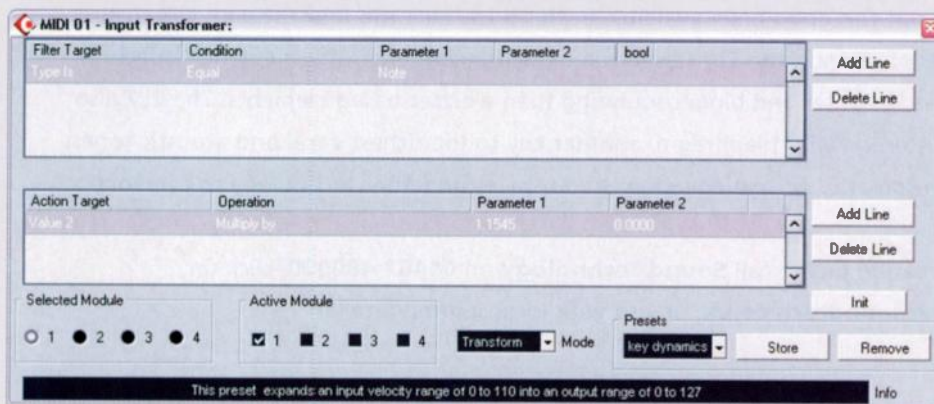 MIDI 01 - Input Transformer:
Filter Target Condition Parameter 1 Parameter 2 bool
Type Is Equal Note
Add Line
Delete Line
Action Target Operation Parameter 1 Parameter 2
Value 2 Multiply by 1.1545 0.0000
Add Line
Delete Line
Init
Selected Module
1 2 3 4
Active Module
1 2 3 4
Transform Mode
Presets
key dynamics Store Remove
This preset expands an input velocity range of 0 to 110 into an output range of 0 to 127
Info